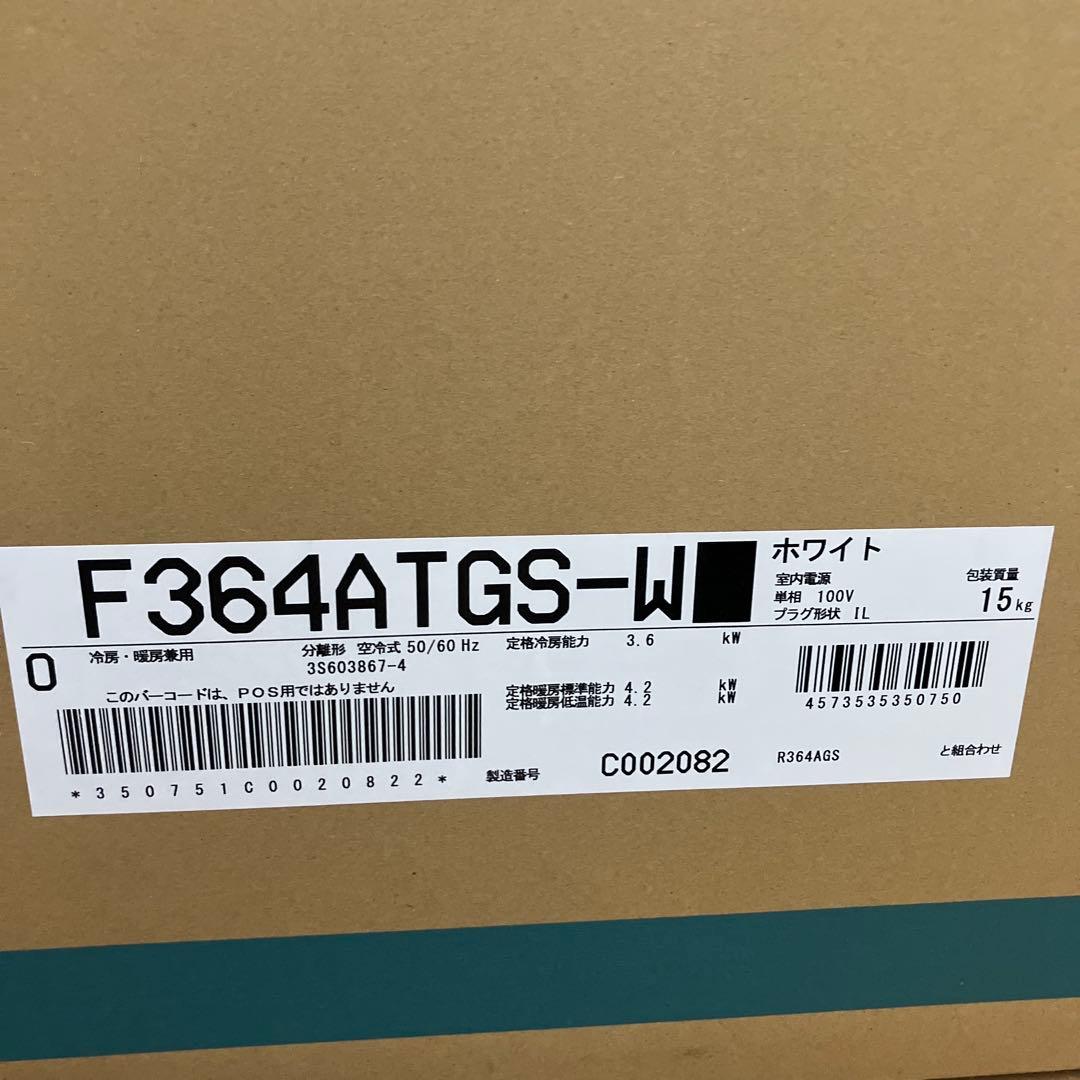 F364ATGS-W
ホワイト
室内電源
単相 100V
プラグ形状 IL
包装質量
15kg
0
冷房・暖房兼用
分離形 空冷式 50/60 Hz
3S603867-4
定格冷房能力 3.6 kW
定格暖房標準能力 4.2 kW
定格暖房低温能力 4.2 kW
このバーコードは、POS用ではありません
*350751C0020822*
製造番号 C002082
4573535350750
R364AGS と組合わせ